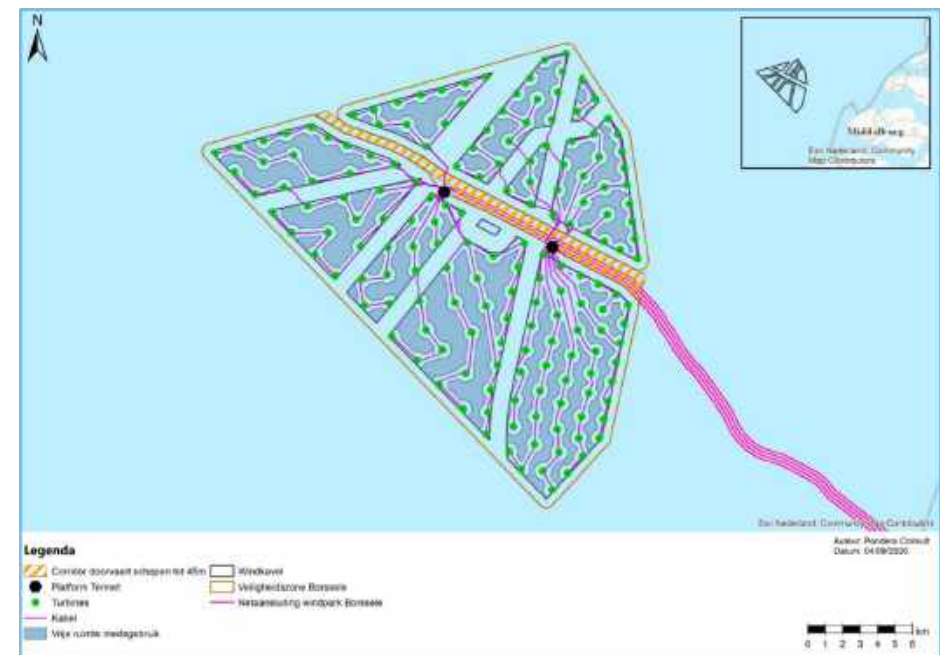 N
Middelburg
Esri Nederland, Community
Map Contributors
Esri Nederland, Community Map Contributors
Legenda
Auteur: Pondera Consult
Datum: 04/09/2020
Corridor doorvaart schepen tot 45m
Windkavel
Platform Tennet
Veiligheidszone Borssele
Turbines
Netaansluiting windpark Borssele
Kabel
Vrije ruimte medegebruik
km
0 1 2 3 4 5 6